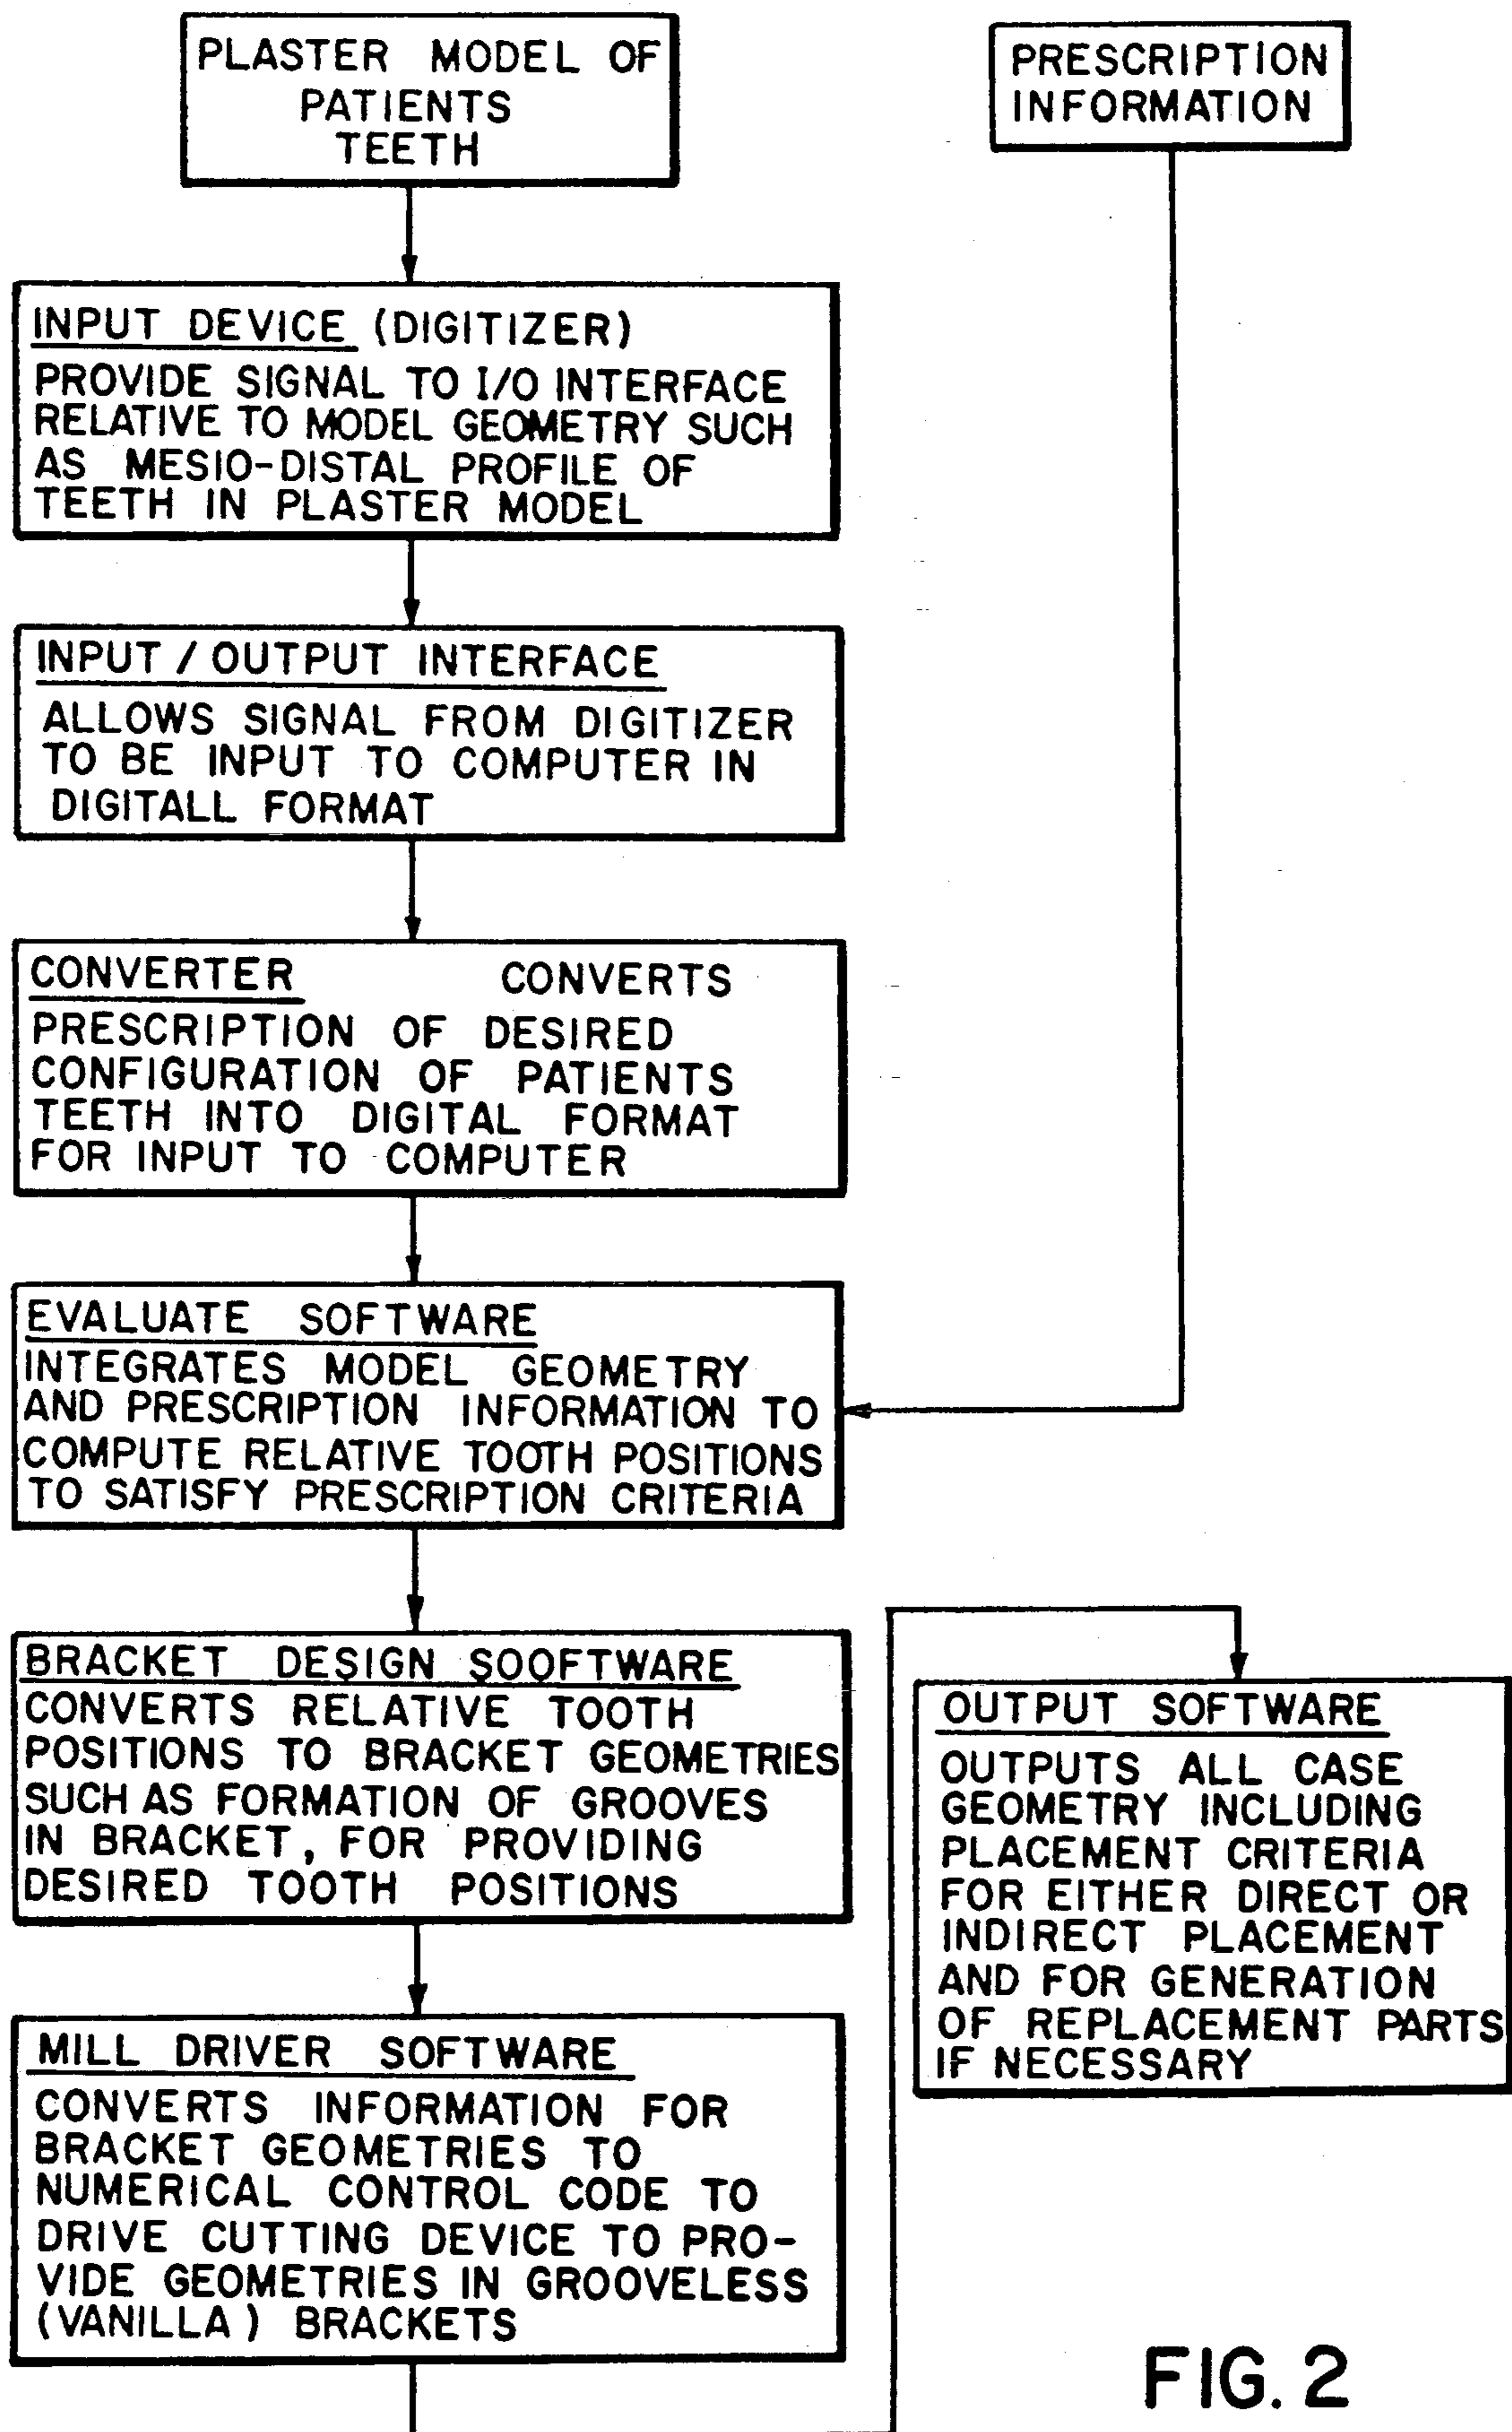 PLASTER MODEL OF
PATIENTS
TEETH
PRESCRIPTION
INFORMATION
INPUT DEVICE (DIGITIZER)
PROVIDE SIGNAL TO I/O INTERFACE
RELATIVE TO MODEL GEOMETRY SUCH
AS MESIO-DISTAL PROFILE OF
TEETH IN PLASTER MODEL
INPUT / OUTPUT INTERFACE
ALLOWS SIGNAL FROM DIGITIZER
TO BE INPUT TO COMPUTER IN
DIGITALL FORMAT
CONVERTER CONVERTS
PRESCRIPTION OF DESIRED
CONFIGURATION OF PATIENTS
TEETH INTO DIGITAL FORMAT
FOR INPUT TO COMPUTER
EVALUATE SOFTWARE
INTEGRATES MODEL GEOMETRY
AND PRESCRIPTION INFORMATION TO
COMPUTE RELATIVE TOOTH POSITIONS
TO SATISFY PRESCRIPTION CRITERIA
BRACKET DESIGN SOOFTWARE
CONVERTS RELATIVE TOOTH
POSITIONS TO BRACKET GEOMETRIES
SUCH AS FORMATION OF GROOVES
IN BRACKET, FOR PROVIDING
DESIRED TOOTH POSITIONS
MILL DRIVER SOFTWARE
CONVERTS INFORMATION FOR
BRACKET GEOMETRIES TO
NUMERICAL CONTROL CODE TO
DRIVE CUTTING DEVICE TO PRO-
VIDE GEOMETRIES IN GROOVELESS
(VANILLA) BRACKETS
OUTPUT SOFTWARE
OUTPUTS ALL CASE
GEOMETRY INCLUDING
PLACEMENT CRITERIA
FOR EITHER DIRECT OR
INDIRECT PLACEMENT
AND FOR GENERATION
OF REPLACEMENT PARTS
IF NECESSARY
FIG. 2